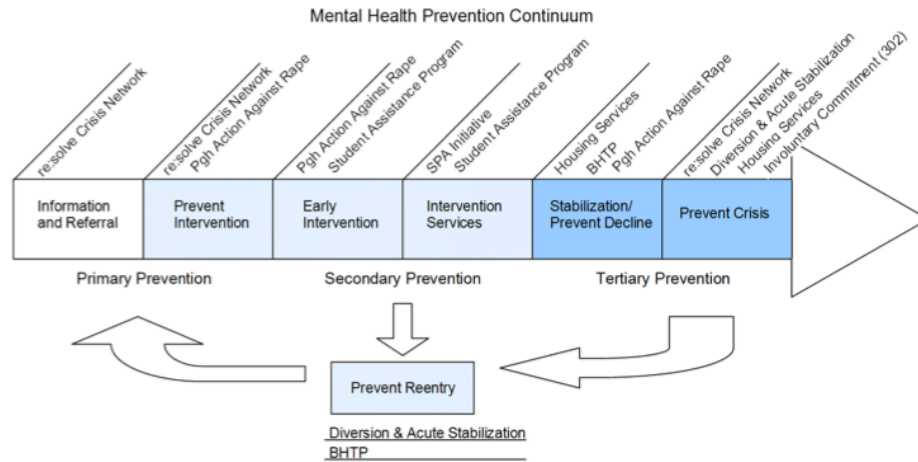 Mental Health Prevention Continuum
re:solve Crisis Network
re:solve Crisis Network
Pgh Action Against Rape
Pgh Action Against Rape
Student Assistance Program
SPA Initiative
Student Assistance Program
Housing Services
BHTP
Pgh Action Against Rape
re:solve Crisis Network
Diversion & Acute Stabilization
Housing Services
Involuntary Commitment (302)
Information
and Referral
Prevent
Intervention
Early
Intervention
Intervention
Services
Stabilization/
Prevent Decline
Prevent Crisis
Primary Prevention
Secondary Prevention
Tertiary Prevention
Prevent Reentry
Diversion & Acute Stabilization
BHTP